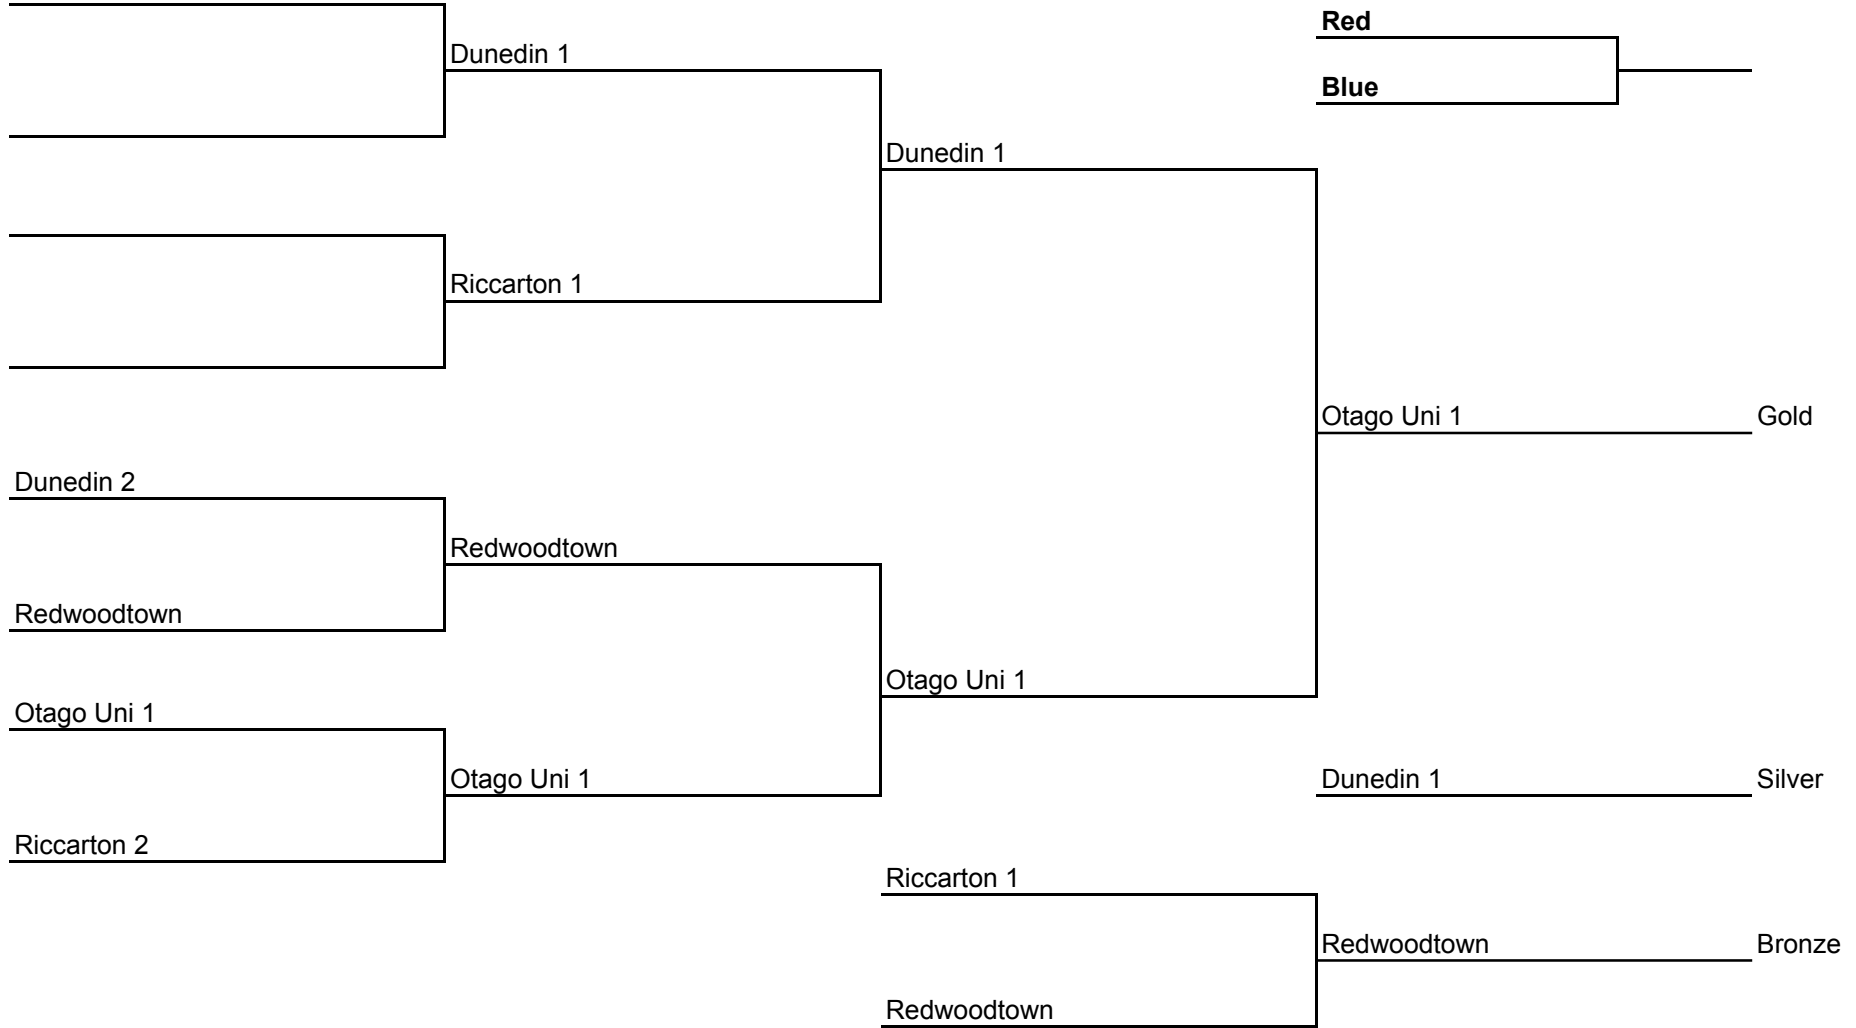 Red
Dunedin 1
Blue
Dunedin 1
Riccarton 1
Otago Uni 1 Gold
Dunedin 2
Redwoodtown
Redwoodtown
Otago Uni 1
Otago Uni 1
Otago Uni 1
Dunedin 1 Silver
Riccarton 2
Riccarton 1
Redwoodtown Bronze
Redwoodtown